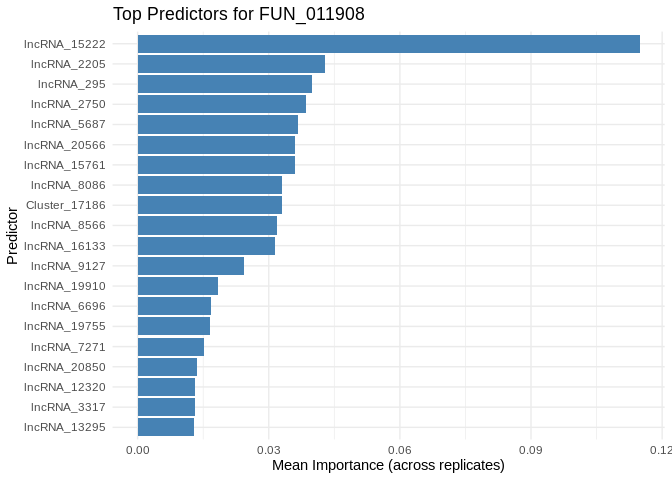 Top Predictors for FUN_011908
Predictor
lncRNA_15222
lncRNA_2205
lncRNA_295
lncRNA_2750
lncRNA_5687
lncRNA_20566
lncRNA_15761
lncRNA_8086
Cluster_17186
lncRNA_8566
lncRNA_16133
lncRNA_9127
lncRNA_19910
lncRNA_6696
lncRNA_19755
lncRNA_7271
lncRNA_20850
lncRNA_12320
lncRNA_3317
lncRNA_13295
0.00 0.03 0.06 0.09 0.12
Mean Importance (across replicates)